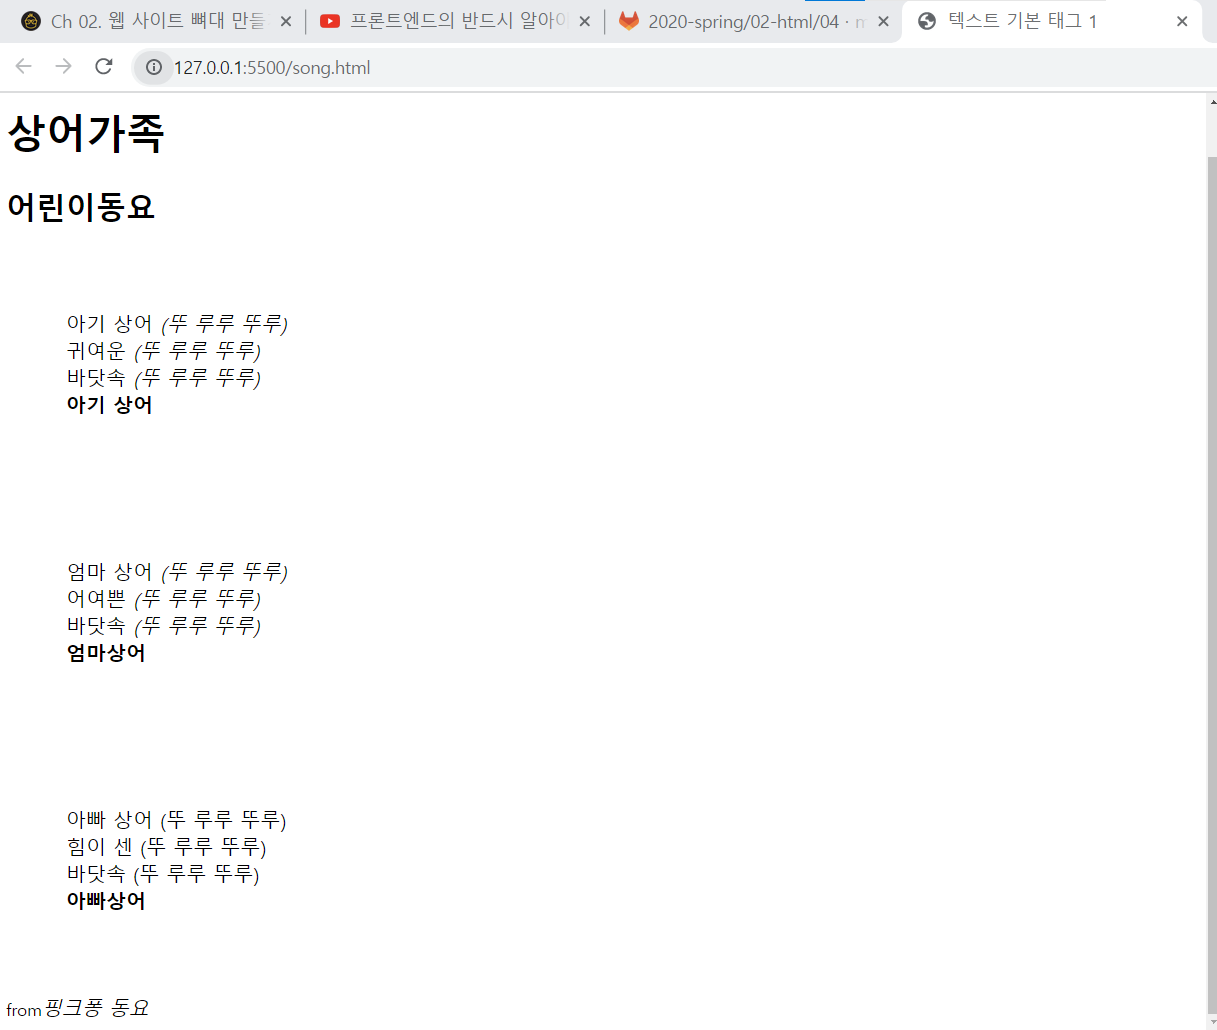 Ch 02. 웹 사이트 뼈대 만들
프론트엔드의 반드시 알아야
2020-spring/02-html/04 · m
텍스트 기본 태그 1
127.0.0.1:5500/song.html
상어가족
어린이동요
아기 상어 (뚜 루루 뚜루)
귀여운 (뚜 루루 뚜루)
바닷속 (뚜 루루 뚜루)
아기 상어
엄마 상어 (뚜 루루 뚜루)
어여쁜 (뚜 루루 뚜루)
바닷속 (뚜 루루 뚜루)
엄마상어
아빠 상어 (뚜 루루 뚜루)
힘이 센 (뚜 루루 뚜루)
바닷속 (뚜 루루 뚜루)
아빠상어
from핑크퐁 동요